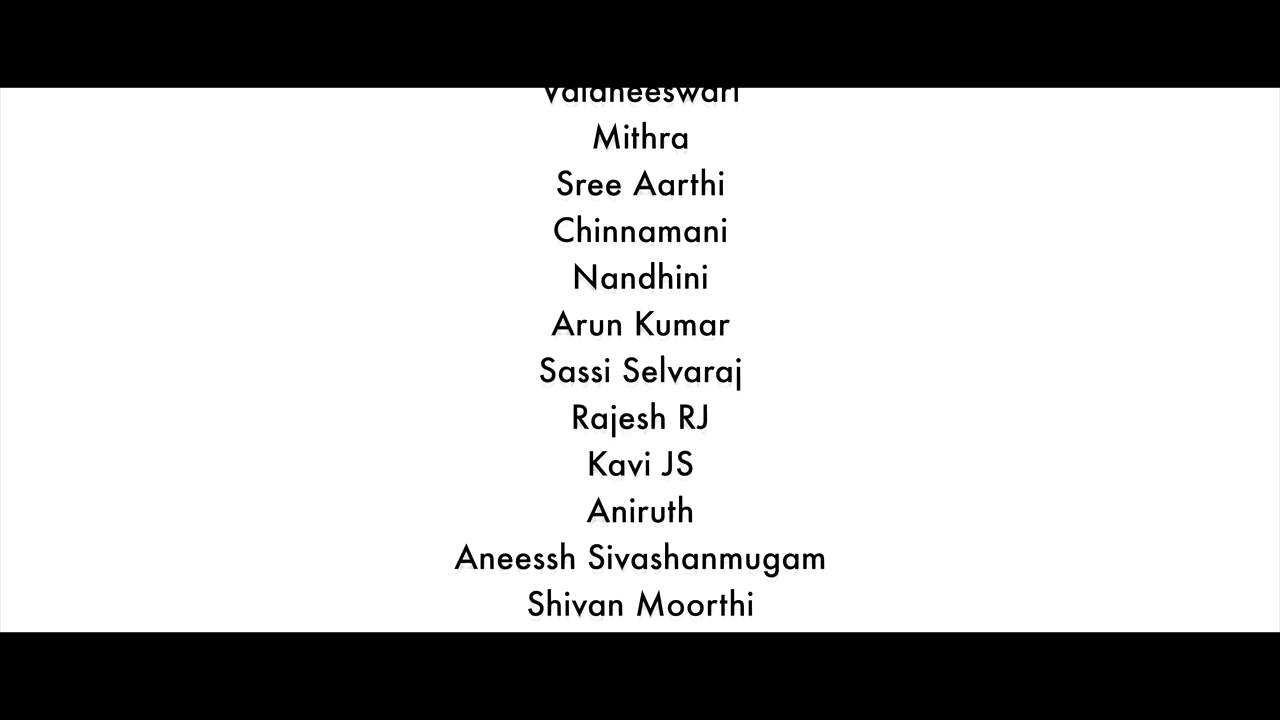 Mithra
Sree Aarthi
Chinnamani
Nandhini
Arun Kumar
Sassi Selvaraj
Rajesh RJ
Kavi JS
Aniruth
Aneessh Sivashanmugam
Shivan Moorthi